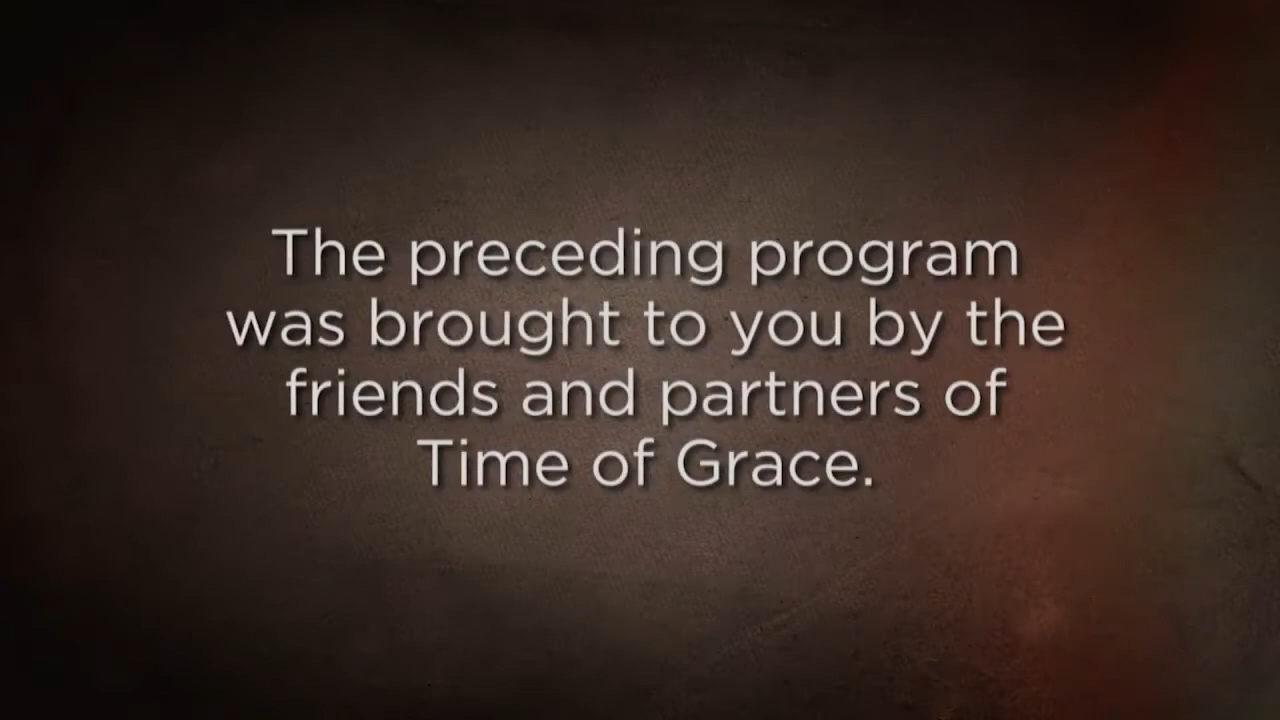 The preceding program
was brought to you by the
friends and partners of
Time of Grace.